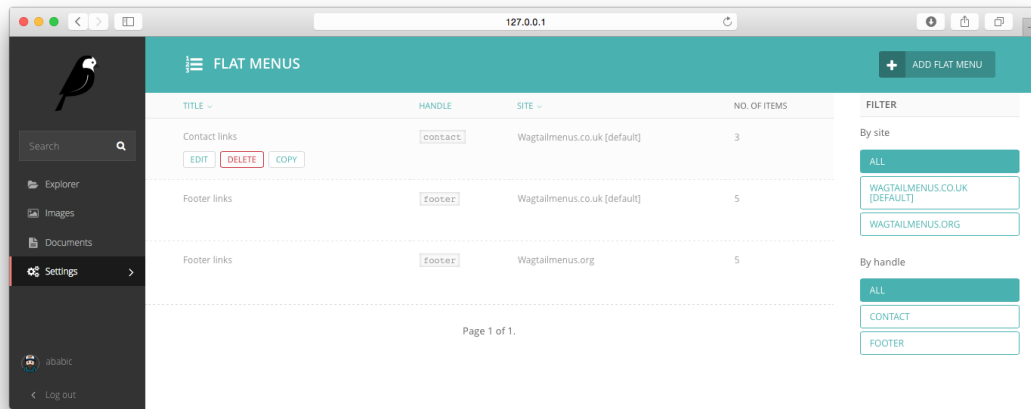 127.0.0.1
FLAT MENUS
ADD FLAT MENU
Search
Explorer
Images
Documents
Settings
ababic
Log out
TITLE HANDLE SITE NO. OF ITEMS
Contact links contact Wagtailmenus.co.uk [default] 3
EDIT DELETE COPY
Footer links footer Wagtailmenus.co.uk [default] 5
Footer links footer Wagtailmenus.org 5
Page 1 of 1.
FILTER
By site
ALL
WAGTAILMENUS.CO.UK
[DEFAULT]
WAGTAILMENUS.ORG
By handle
ALL
CONTACT
FOOTER